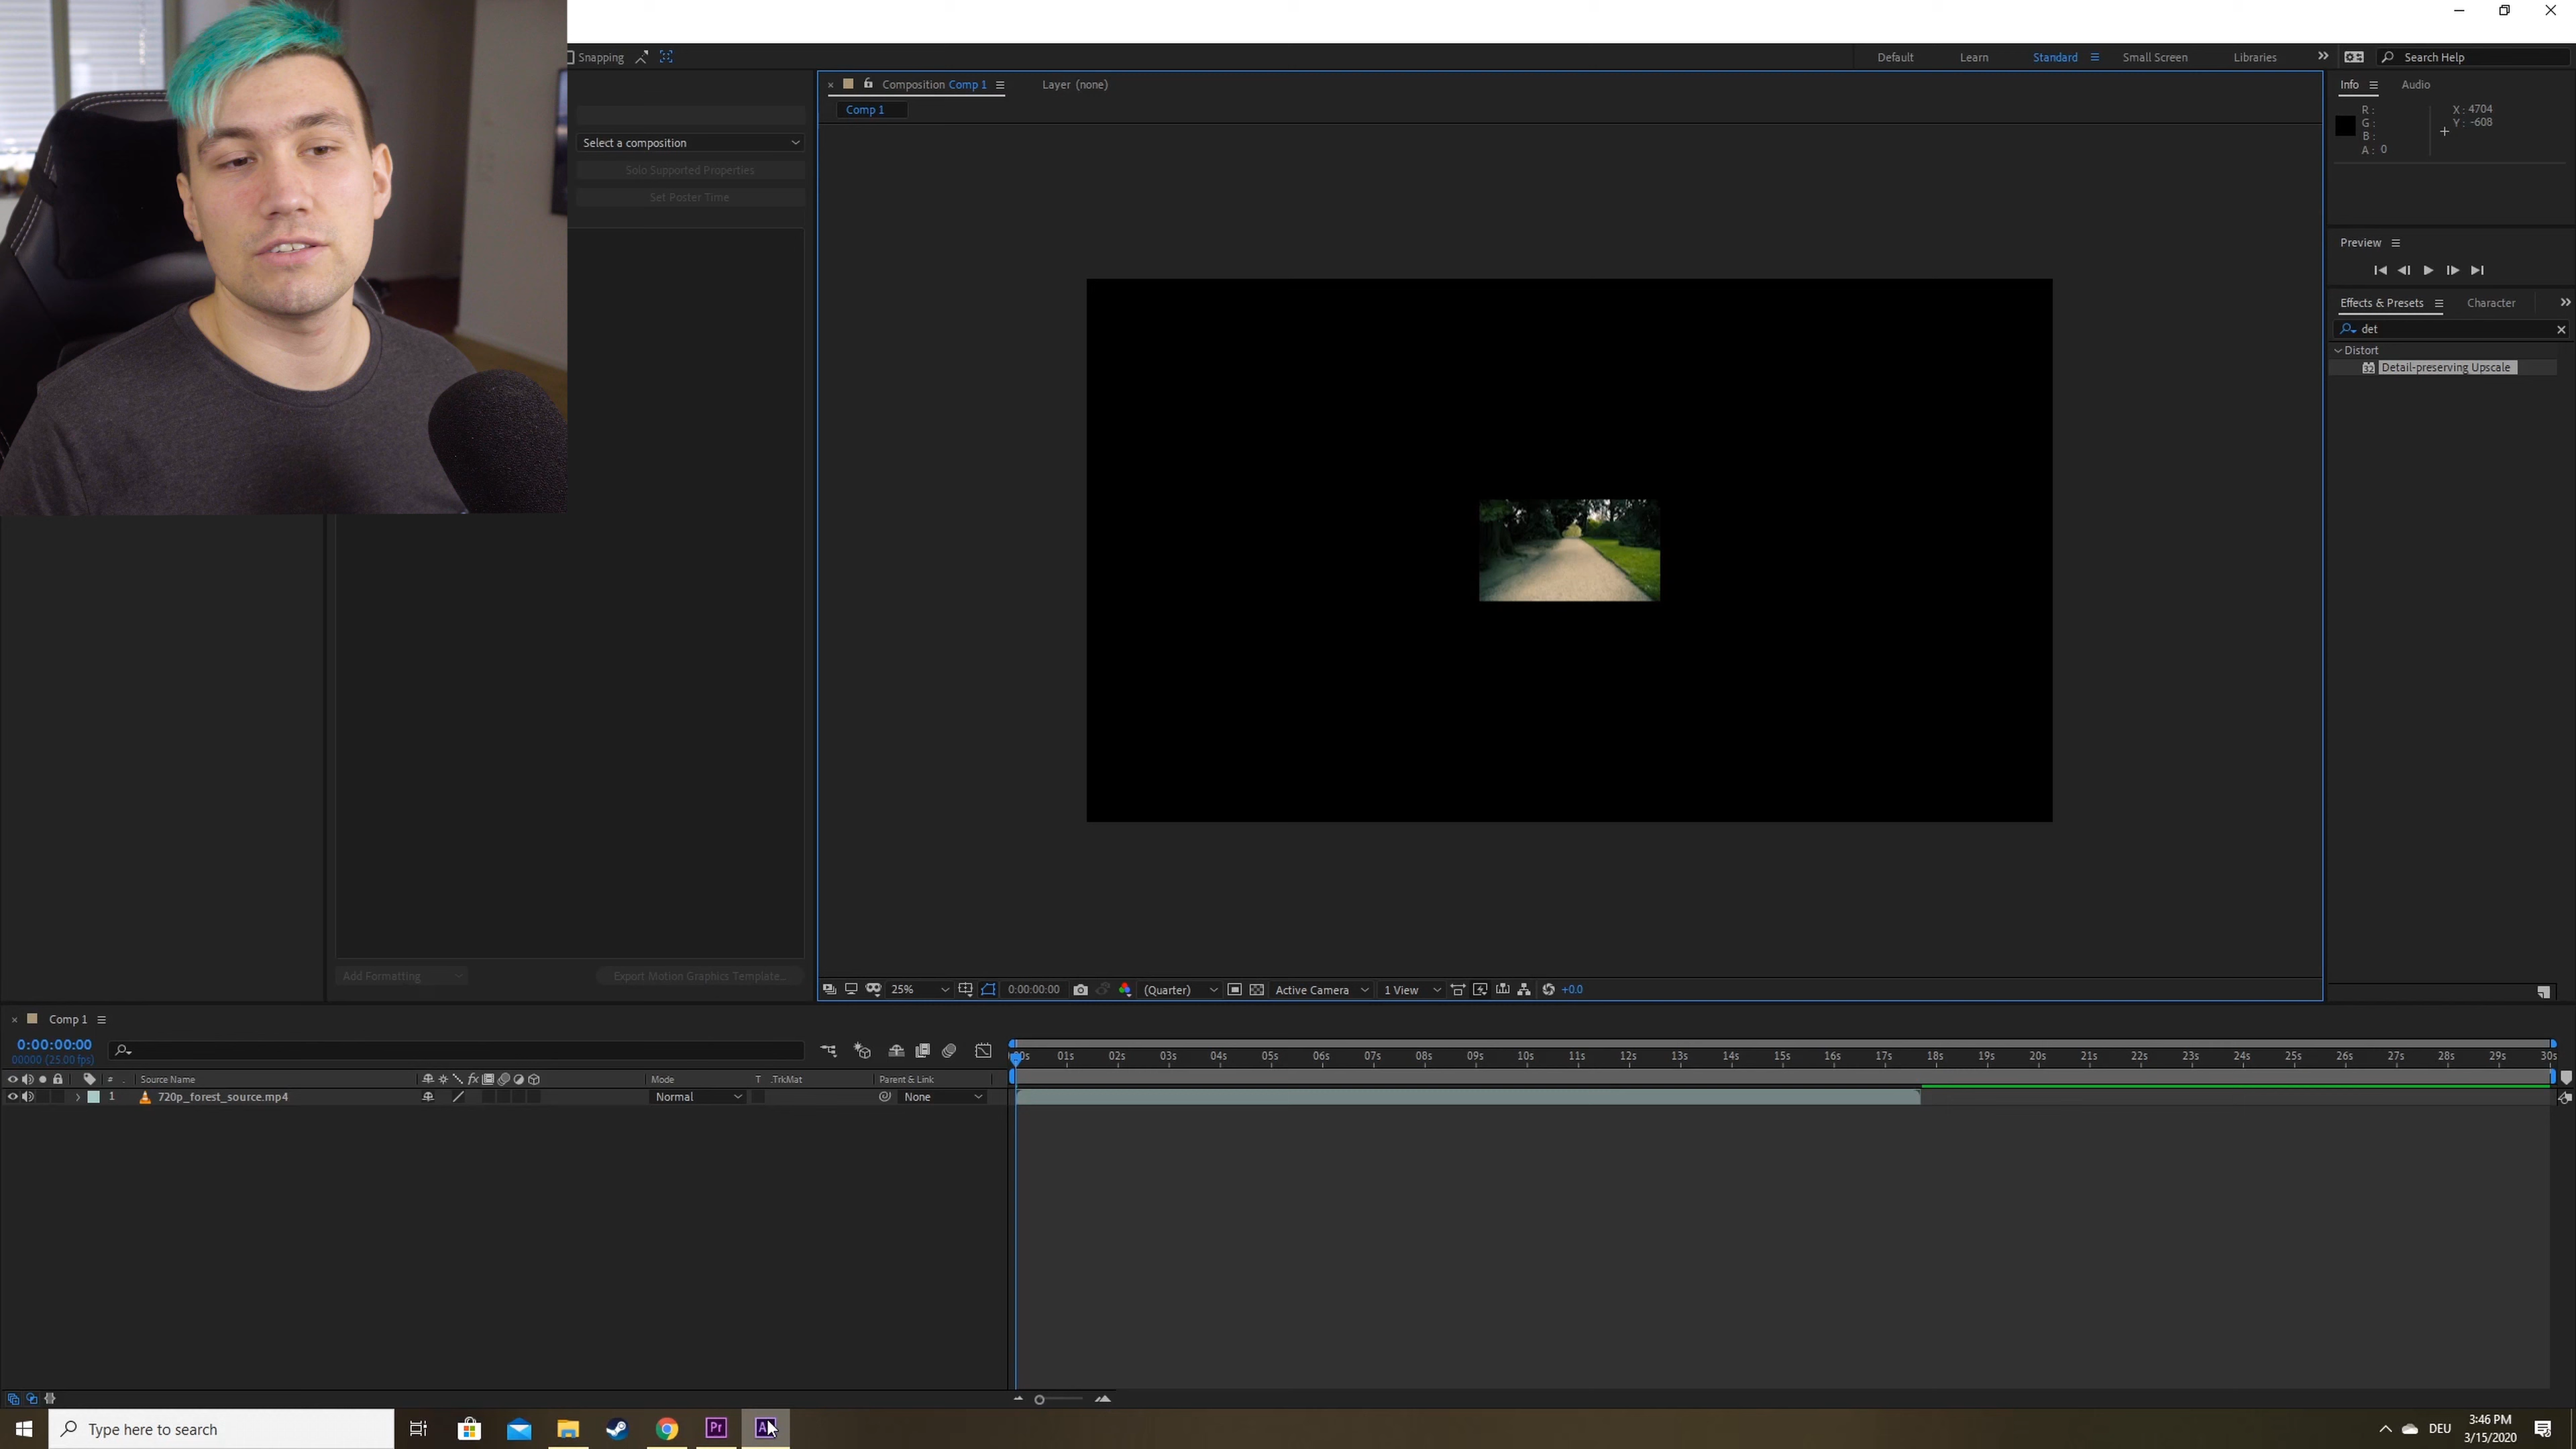 Snapping
Default Learn Standard Small Screen Libraries Search Help
Composition Comp 1 Layer (none)
Comp 1
Select a composition
Solo Supported Properties
Set Poster Time
Info Audio
R :
G :
B :
A : 0
X : 4704
Y : -608
Preview
Effects & Presets Character
det
Distort
32 Detail-preserving Upscale
Add Formatting Export Motion Graphics Template...
25% 0:00:00:00 (Quarter) Active Camera 1 View +0.0
Comp 1
0:00:00:00
00000 (25.00 fps)
01s 02s 03s 04s 05s 06s 07s 08s 09s 10s 11s 12s 13s 14s 15s 16s 17s 18s 19s 20s 21s 22s 23s 24s 25s 26s 27s 28s 29s 30s
# Source Name fx Mode T .TrkMat Parent & Link
1 720p_forest_source.mp4 Normal None
Type here to search
Pr
DEU
3:46 PM
3/15/2020